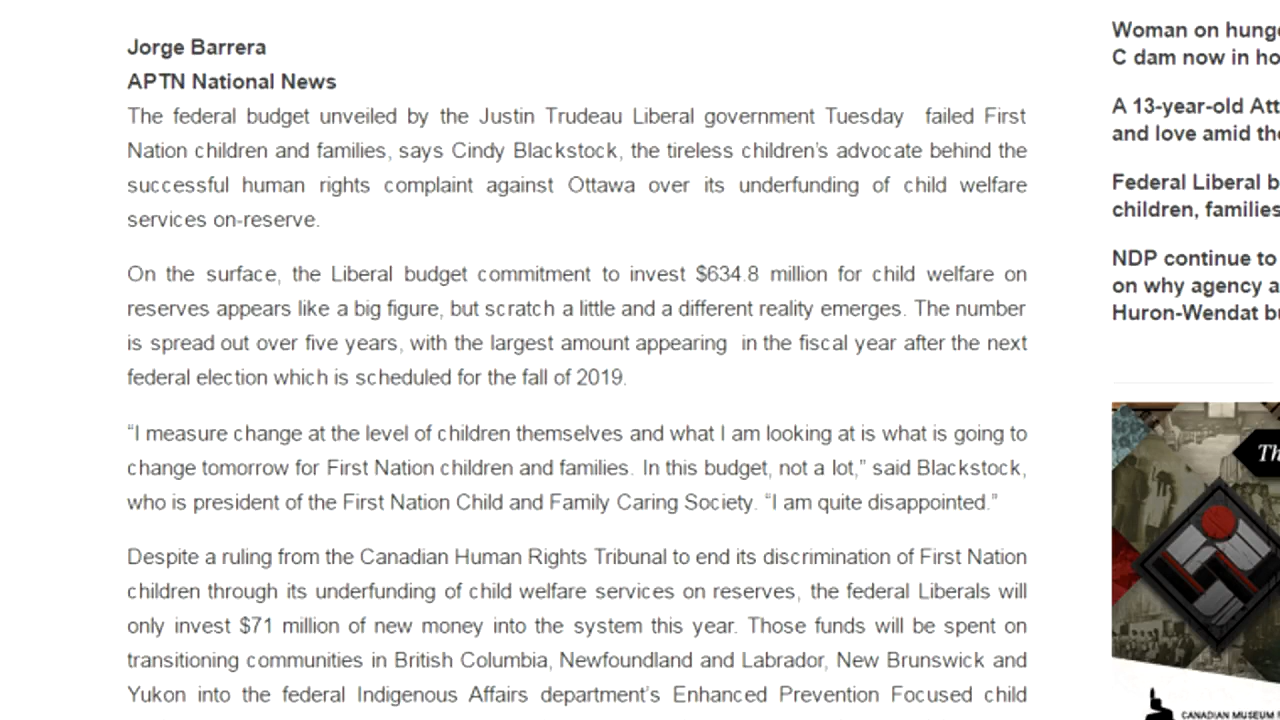 Jorge Barrera
APTN National News
The federal budget unveiled by the Justin Trudeau Liberal government Tuesday failed First
Nation children and families, says Cindy Blackstock, the tireless children's advocate behind the
successful human rights complaint against Ottawa over its underfunding of child welfare
services on-reserve.
On the surface, the Liberal budget commitment to invest $634.8 million for child welfare on
reserves appears like a big figure, but scratch a little and a different reality emerges. The number
is spread out over five years, with the largest amount appearing in the fiscal year after the next
federal election which is scheduled for the fall of 2019.
“I measure change at the level of children themselves and what I am looking at is what is going to
change tomorrow for First Nation children and families. In this budget, not a lot,” said Blackstock,
who is president of the First Nation Child and Family Caring Society. “I am quite disappointed.”
Despite a ruling from the Canadian Human Rights Tribunal to end its discrimination of First Nation
children through its underfunding of child welfare services on reserves, the federal Liberals will
only invest $71 million of new money into the system this year. Those funds will be spent on
transitioning communities in British Columbia, Newfoundland and Labrador, New Brunswick and
Yukon into the federal Indigenous Affairs department's Enhanced Prevention Focused child
Woman on hung
C dam now in ho
A 13-year-old Att
and love amid the
Federal Liberal b
children, families
NDP continue to
on why agency a
Huron-Wendat bu
Th
CANADIAN MUSEUM F